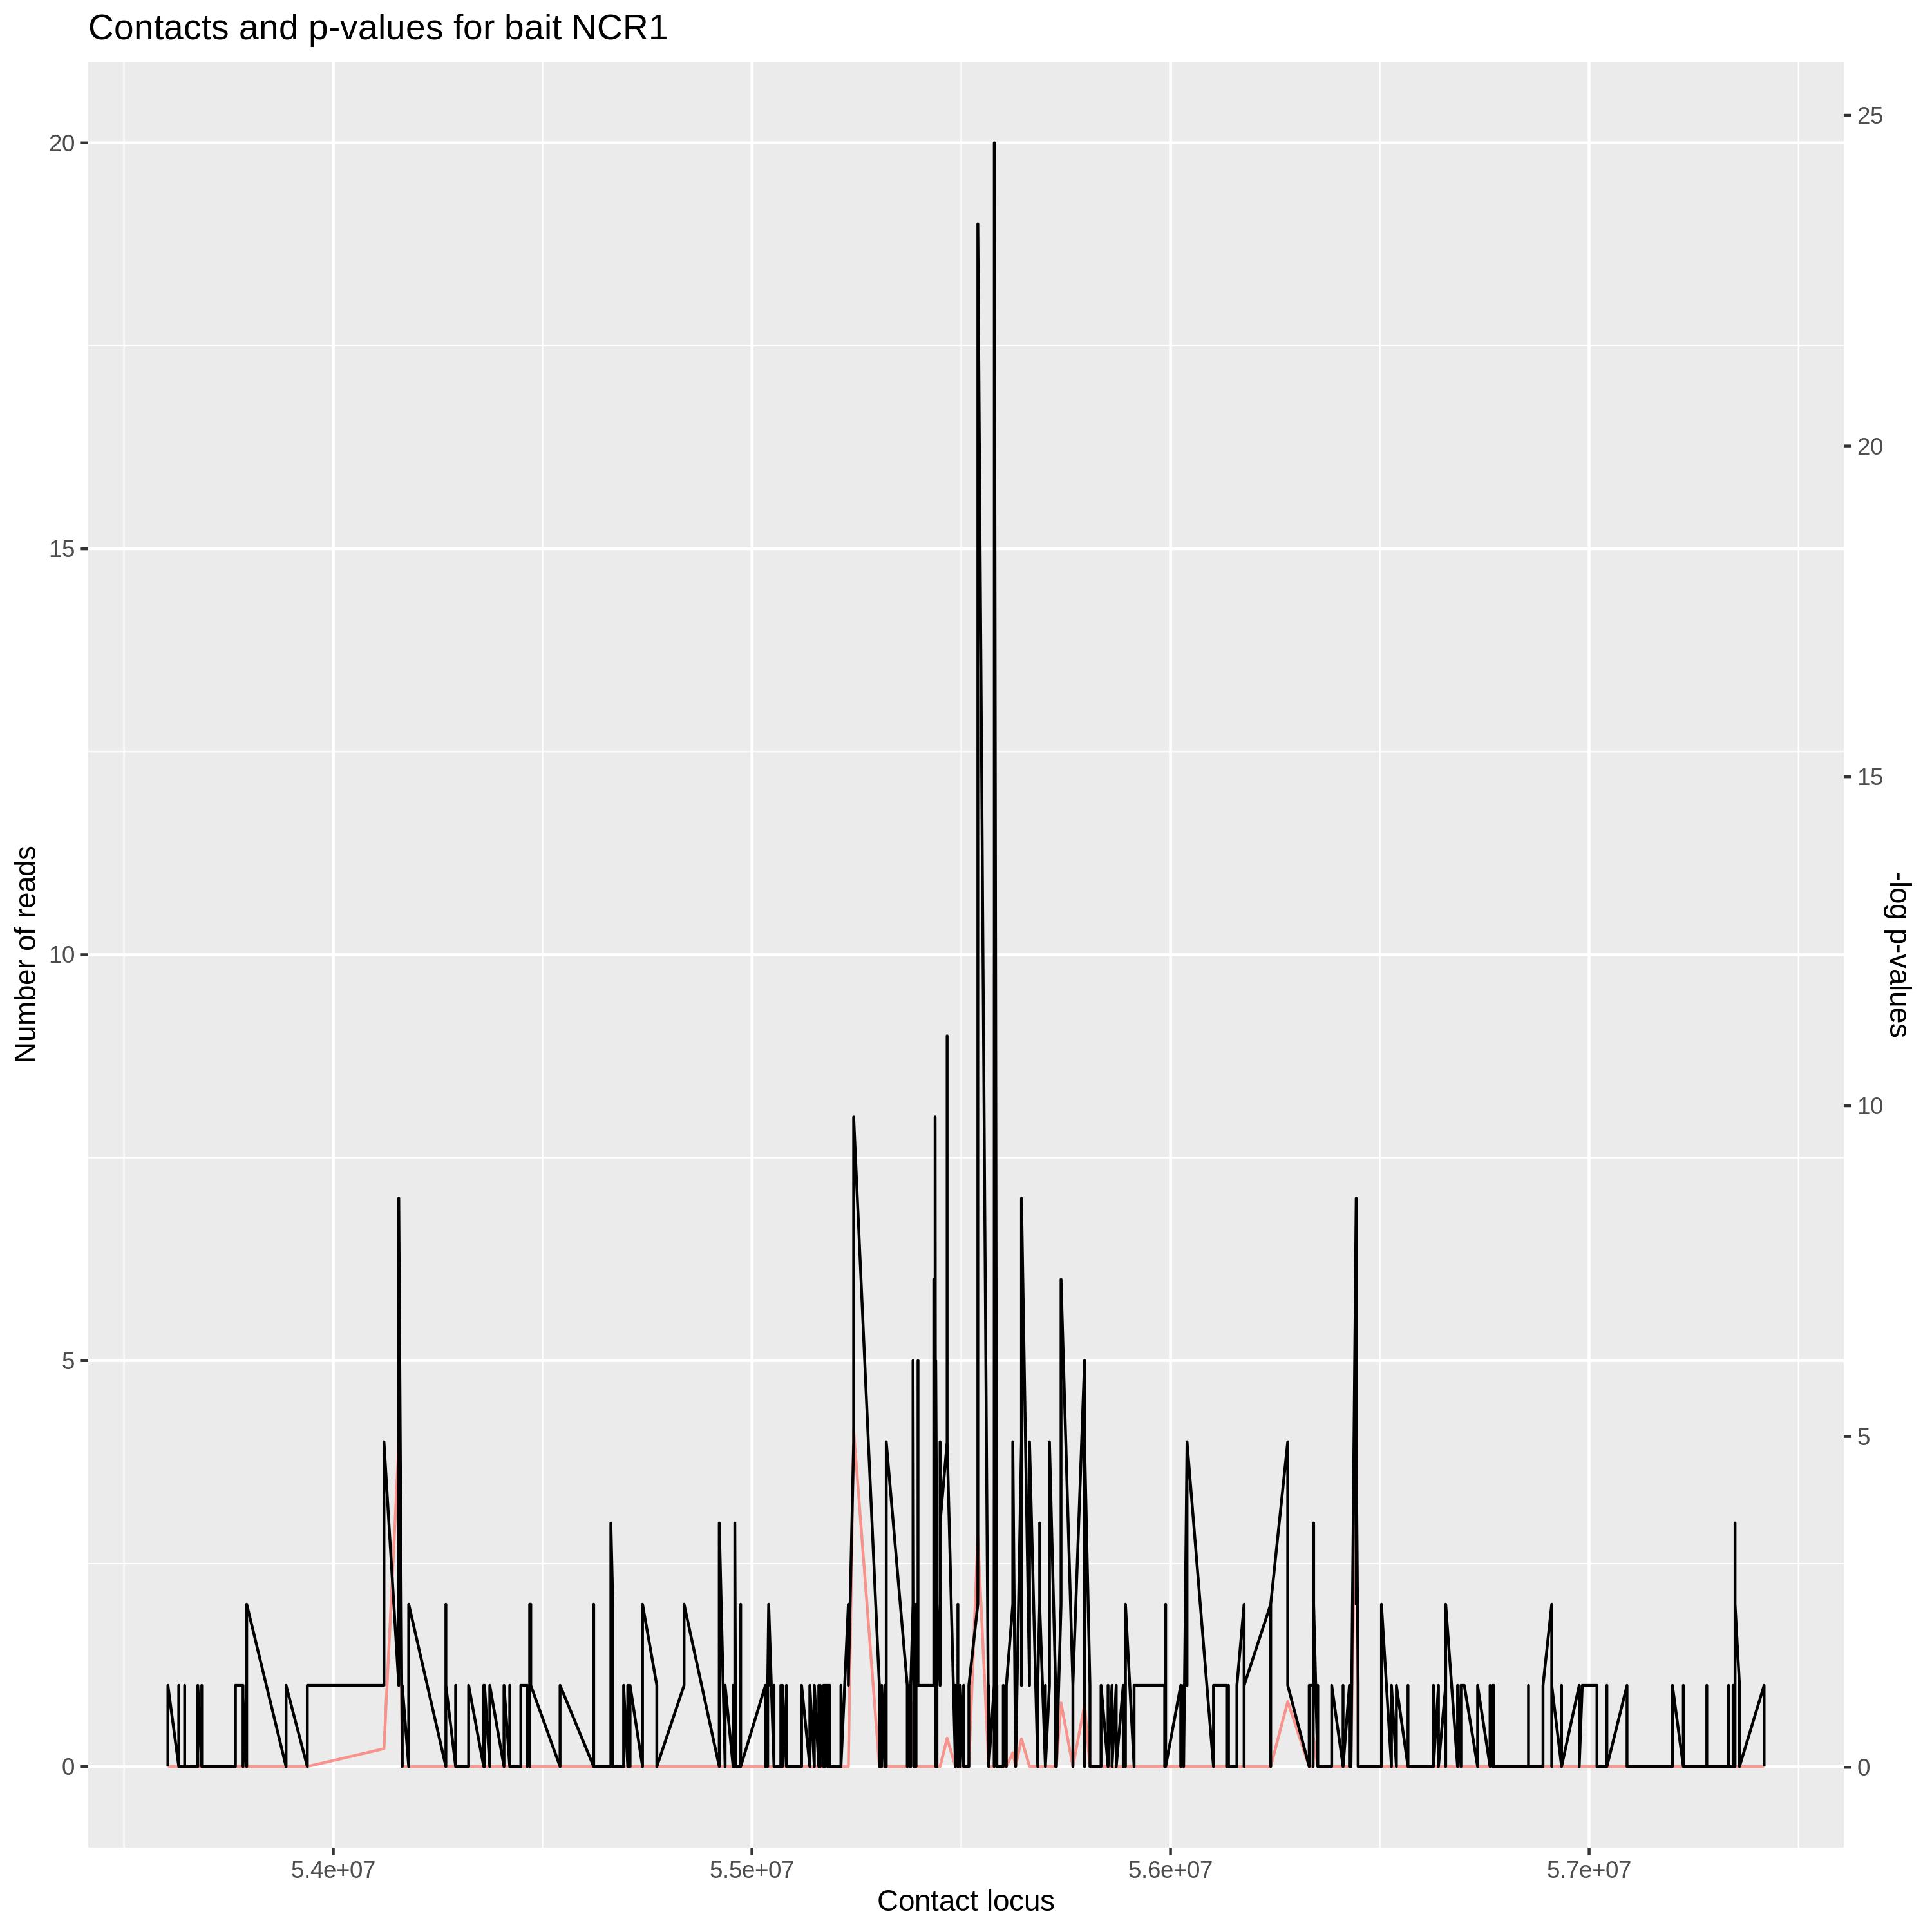 Contacts and p-values for bait NCR1
20
15
10
5
0
25
20
15
10
5
0
Number of reads
-log p-values
5.4e+07
5.5e+07
5.6e+07
5.7e+07
Contact locus